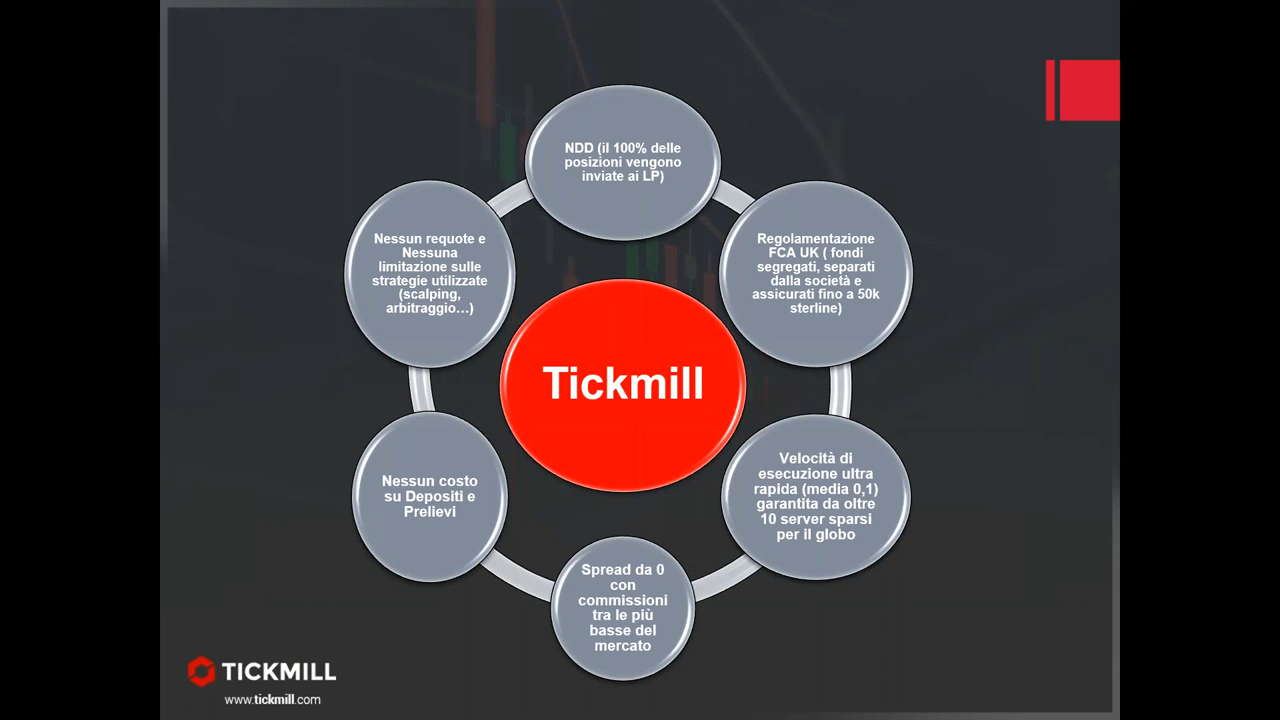 NDD (il 100% delle
posizioni vengono
inviate ai LP)
Regolamentazione
FCA UK ( fondi
segregati, separati
dalla società e
assicurati fino a 50k
sterline)
Velocità di
esecuzione ultra
rapida (media 0,1)
garantita da oltre
10 server sparsi
per il globo
Spread da 0
con
commissioni
tra le più
basse del
mercato
Nessun costo
su Depositi e
Prelievi
Nessun requote e
Nessuna
limitazione sulle
strategie utilizzate
(scalping,
arbitraggio...)
Tickmill
TICKMILL
www.tickmill.com